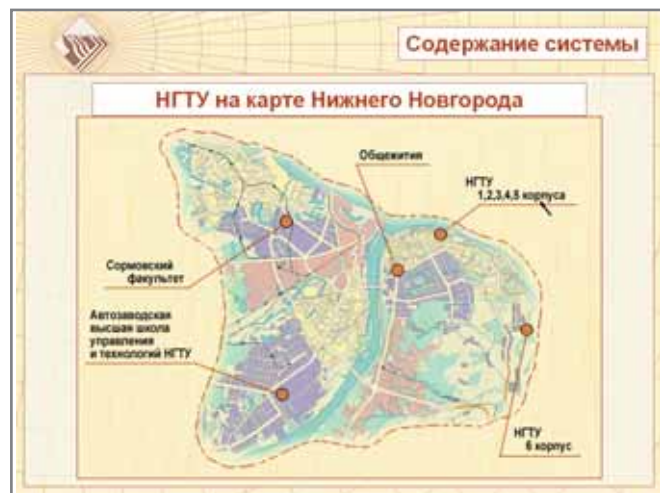 Содержание системы
НГТУ на карте Нижнего Новгорода
Общежития
НГТУ
1,2,3,4,5 корпуса
Сормовский
факультет
Автозаводская
высшая школа
управления
и технологий НГТУ
НГТУ
6 корпус